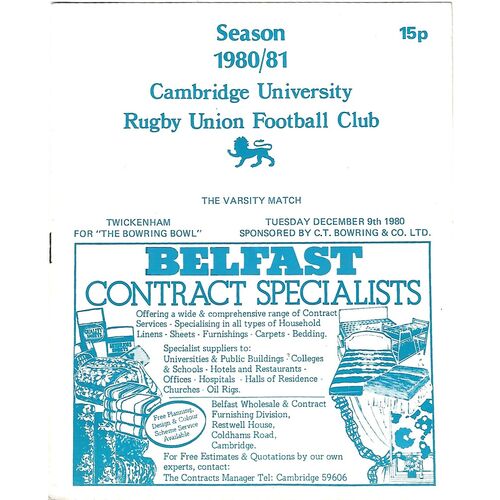 Season
1980/81
15p
Cambridge University
Rugby Union Football Club
THE VARSITY MATCH
TWICKENHAM
FOR "THE BOWRING BOWL"
TUESDAY DECEMBER 9th 1980
SPONSORED BY C.T. BOWRING & CO. LTD.
BELFAST
CONTRACT SPECIALISTS
Offering a wide & comprehensive range of Contract
Services - Specialising in all types of Household
Linens - Sheets - Furnishings - Carpets - Bedding.
Specialist suppliers to:
Universities & Public Buildings - Colleges
& Schools - Hotels and Restaurants -
Offices - Hospitals - Halls of Residence -
Churches - Oil Rigs.
Free Planning,
Design & Colour
Scheme Service
Available
Belfast Wholesale & Contract
Furnishing Division,
Restwell House,
Coldhams Road,
Cambridge.
For Free Estimates & Quotations by our own
experts, contact:
The Contracts Manager Tel: Cambridge 59606